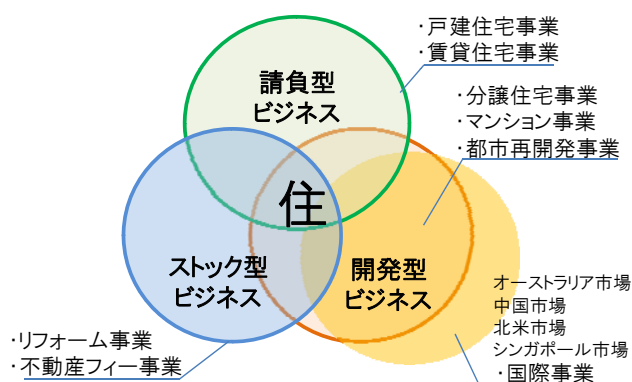 ・戸建住宅事業
・賃貸住宅事業
請負型
ビジネス
・分譲住宅事業
・マンション事業
・都市再開発事業
住
ストック型
ビジネス
開発型
ビジネス
オーストラリア市場
中国市場
北米市場
シンガポール市場
・国際事業
・リフォーム事業
・不動産フィー事業